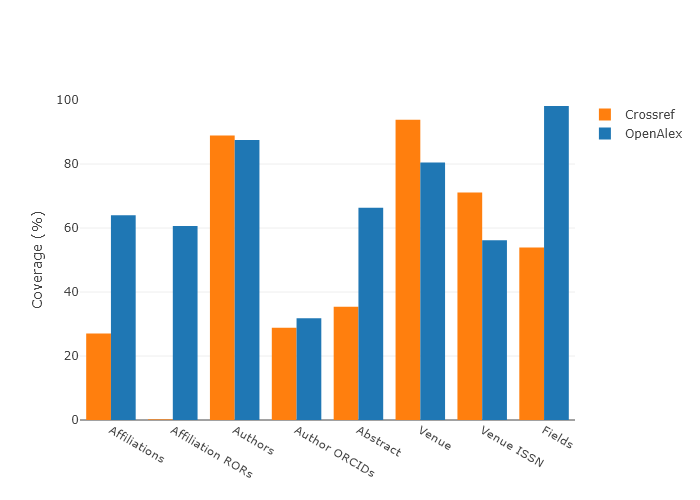 100
80
60
40
20
0
Coverage (%)
Affiliations
Affiliation RORs
Authors
Author ORCIDs
Abstract
Venue
Venue ISSN
Fields
Crossref
OpenAlex